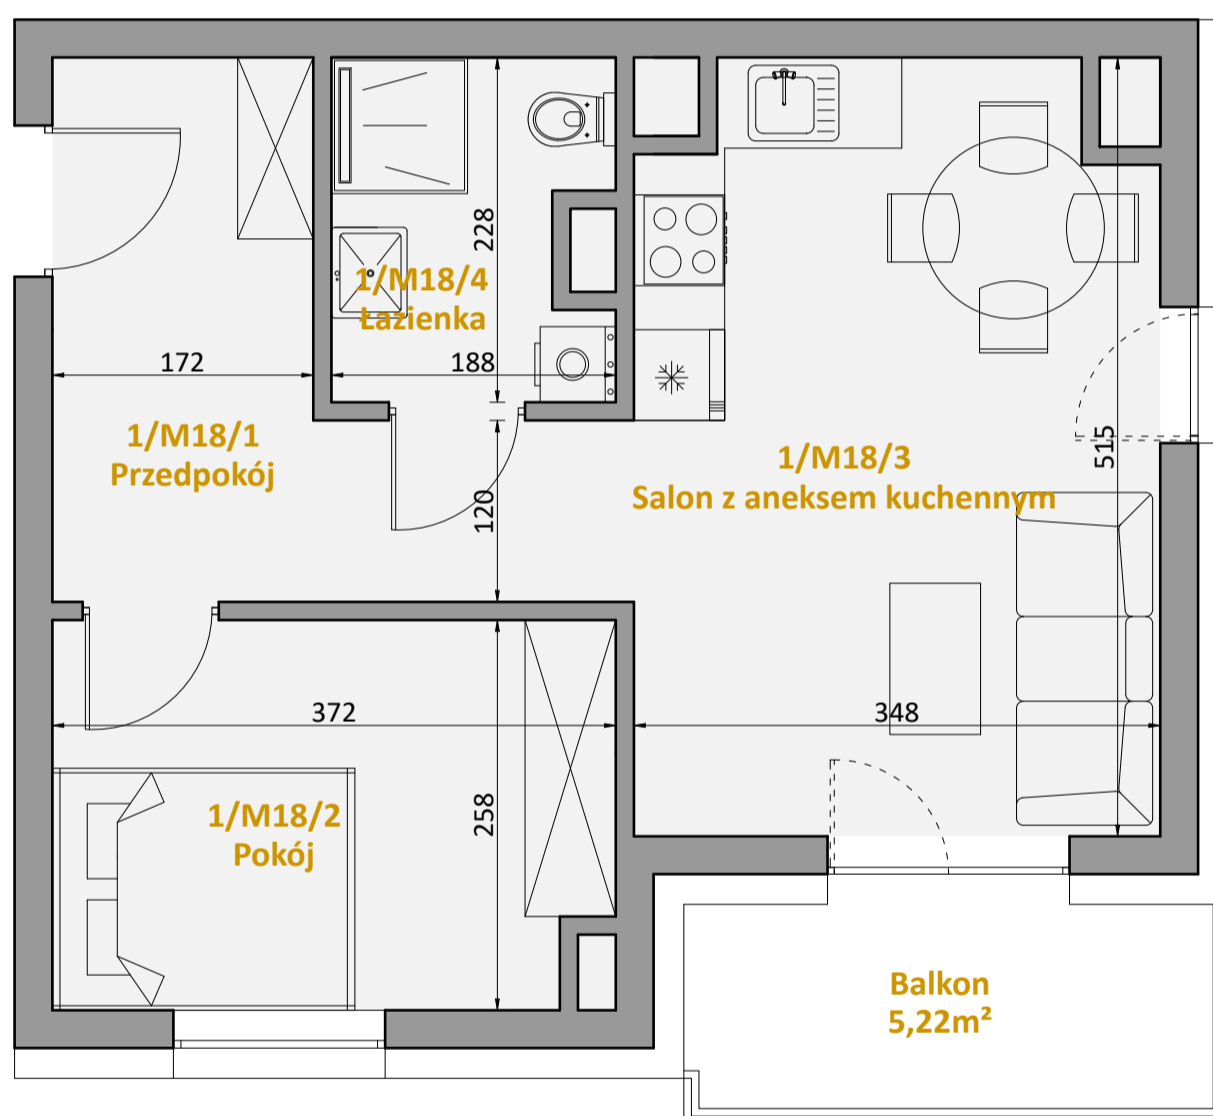 228
1/M18/4
Łazienka
172
188
1/M18/1
Przedpokój
1/M18/3
Salon z aneksem kuchennym
515
120
372
348
1/M18/2
Pokój
258
Balkon
5,22m²